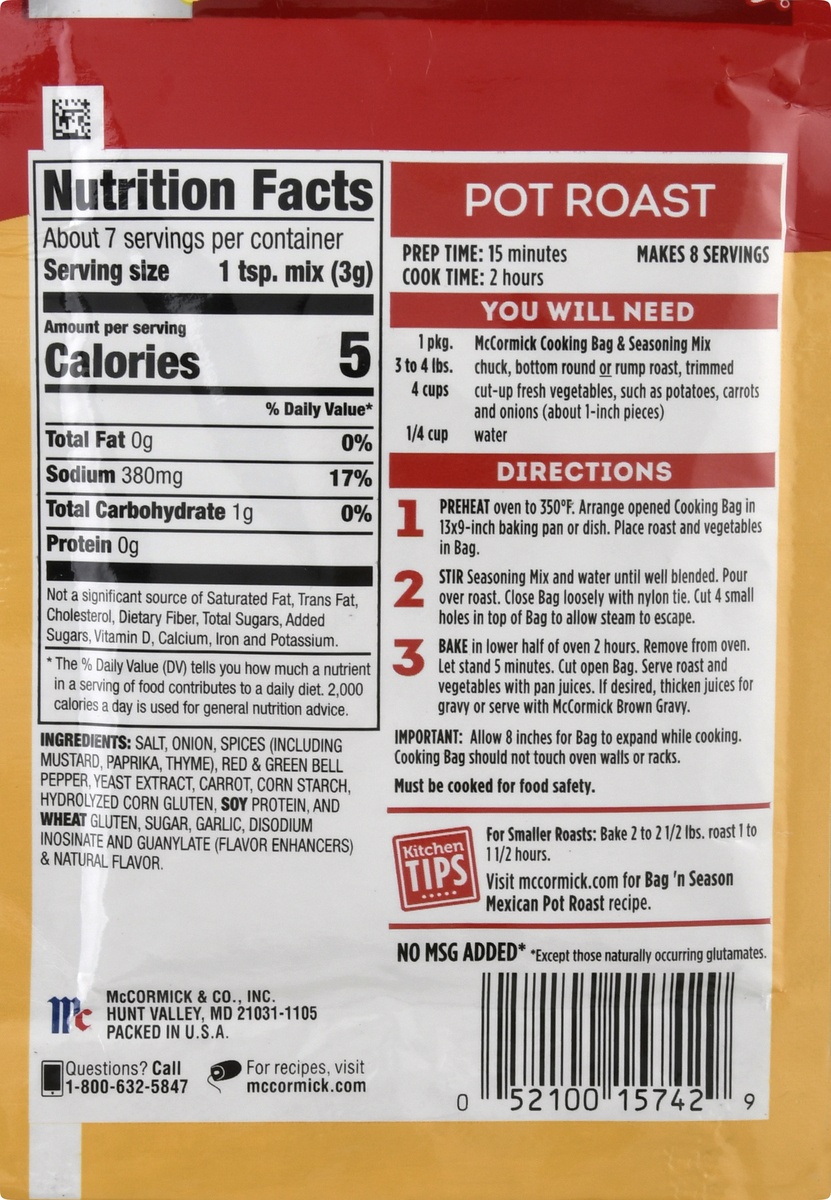 Nutrition Facts
About 7 servings per container
Serving size 1 tsp. mix (3g)
Amount per serving
Calories 5
% Daily Value*
Total Fat 0g 0%
Sodium 380mg 17%
Total Carbohydrate 1g 0%
Protein 0g
Not a significant source of Saturated Fat, Trans Fat,
Cholesterol, Dietary Fiber, Total Sugars, Added
Sugars, Vitamin D, Calcium, Iron and Potassium.
* The % Daily Value (DV) tells you how much a nutrient
in a serving of food contributes to a daily diet. 2,000
calories a day is used for general nutrition advice.
INGREDIENTS: SALT, ONION, SPICES (INCLUDING
MUSTARD, PAPRIKA, THYME), RED & GREEN BELL
PEPPER, YEAST EXTRACT, CARROT, CORN STARCH,
HYDROLYZED CORN GLUTEN, SOY PROTEIN, AND
WHEAT GLUTEN, SUGAR, GARLIC, DISODIUM
INOSINATE AND GUANYLATE (FLAVOR ENHANCERS)
& NATURAL FLAVOR.
Mc
McCORMICK & CO., INC.
HUNT VALLEY, MD 21031-1105
PACKED IN U.S.A.
Questions? Call
1-800-632-5847
For recipes, visit
mccormick.com
POT ROAST
PREP TIME: 15 minutes MAKES 8 SERVINGS
COOK TIME: 2 hours
YOU WILL NEED
1 pkg. McCormick Cooking Bag & Seasoning Mix
3 to 4 lbs. chuck, bottom round or rump roast, trimmed
4 cups cut-up fresh vegetables, such as potatoes, carrots
and onions (about 1-inch pieces)
1/4 cup water
DIRECTIONS
1 PREHEAT oven to 350°F. Arrange opened Cooking Bag in
13x9-inch baking pan or dish. Place roast and vegetables
in Bag.
2 STIR Seasoning Mix and water until well blended. Pour
over roast. Close Bag loosely with nylon tie. Cut 4 small
holes in top of Bag to allow steam to escape.
3 BAKE in lower half of oven 2 hours. Remove from oven.
Let stand 5 minutes. Cut open Bag. Serve roast and
vegetables with pan juices. If desired, thicken juices for
gravy or serve with McCormick Brown Gravy.
IMPORTANT: Allow 8 inches for Bag to expand while cooking.
Cooking Bag should not touch oven walls or racks.
Must be cooked for food safety.
Kitchen
TIPS
For Smaller Roasts: Bake 2 to 2 1/2 lbs. roast 1 to
1 1/2 hours.
Visit mccormick.com for Bag 'n Season
Mexican Pot Roast recipe.
NO MSG ADDED* *Except those naturally occurring glutamates.
0 52100 15742 9